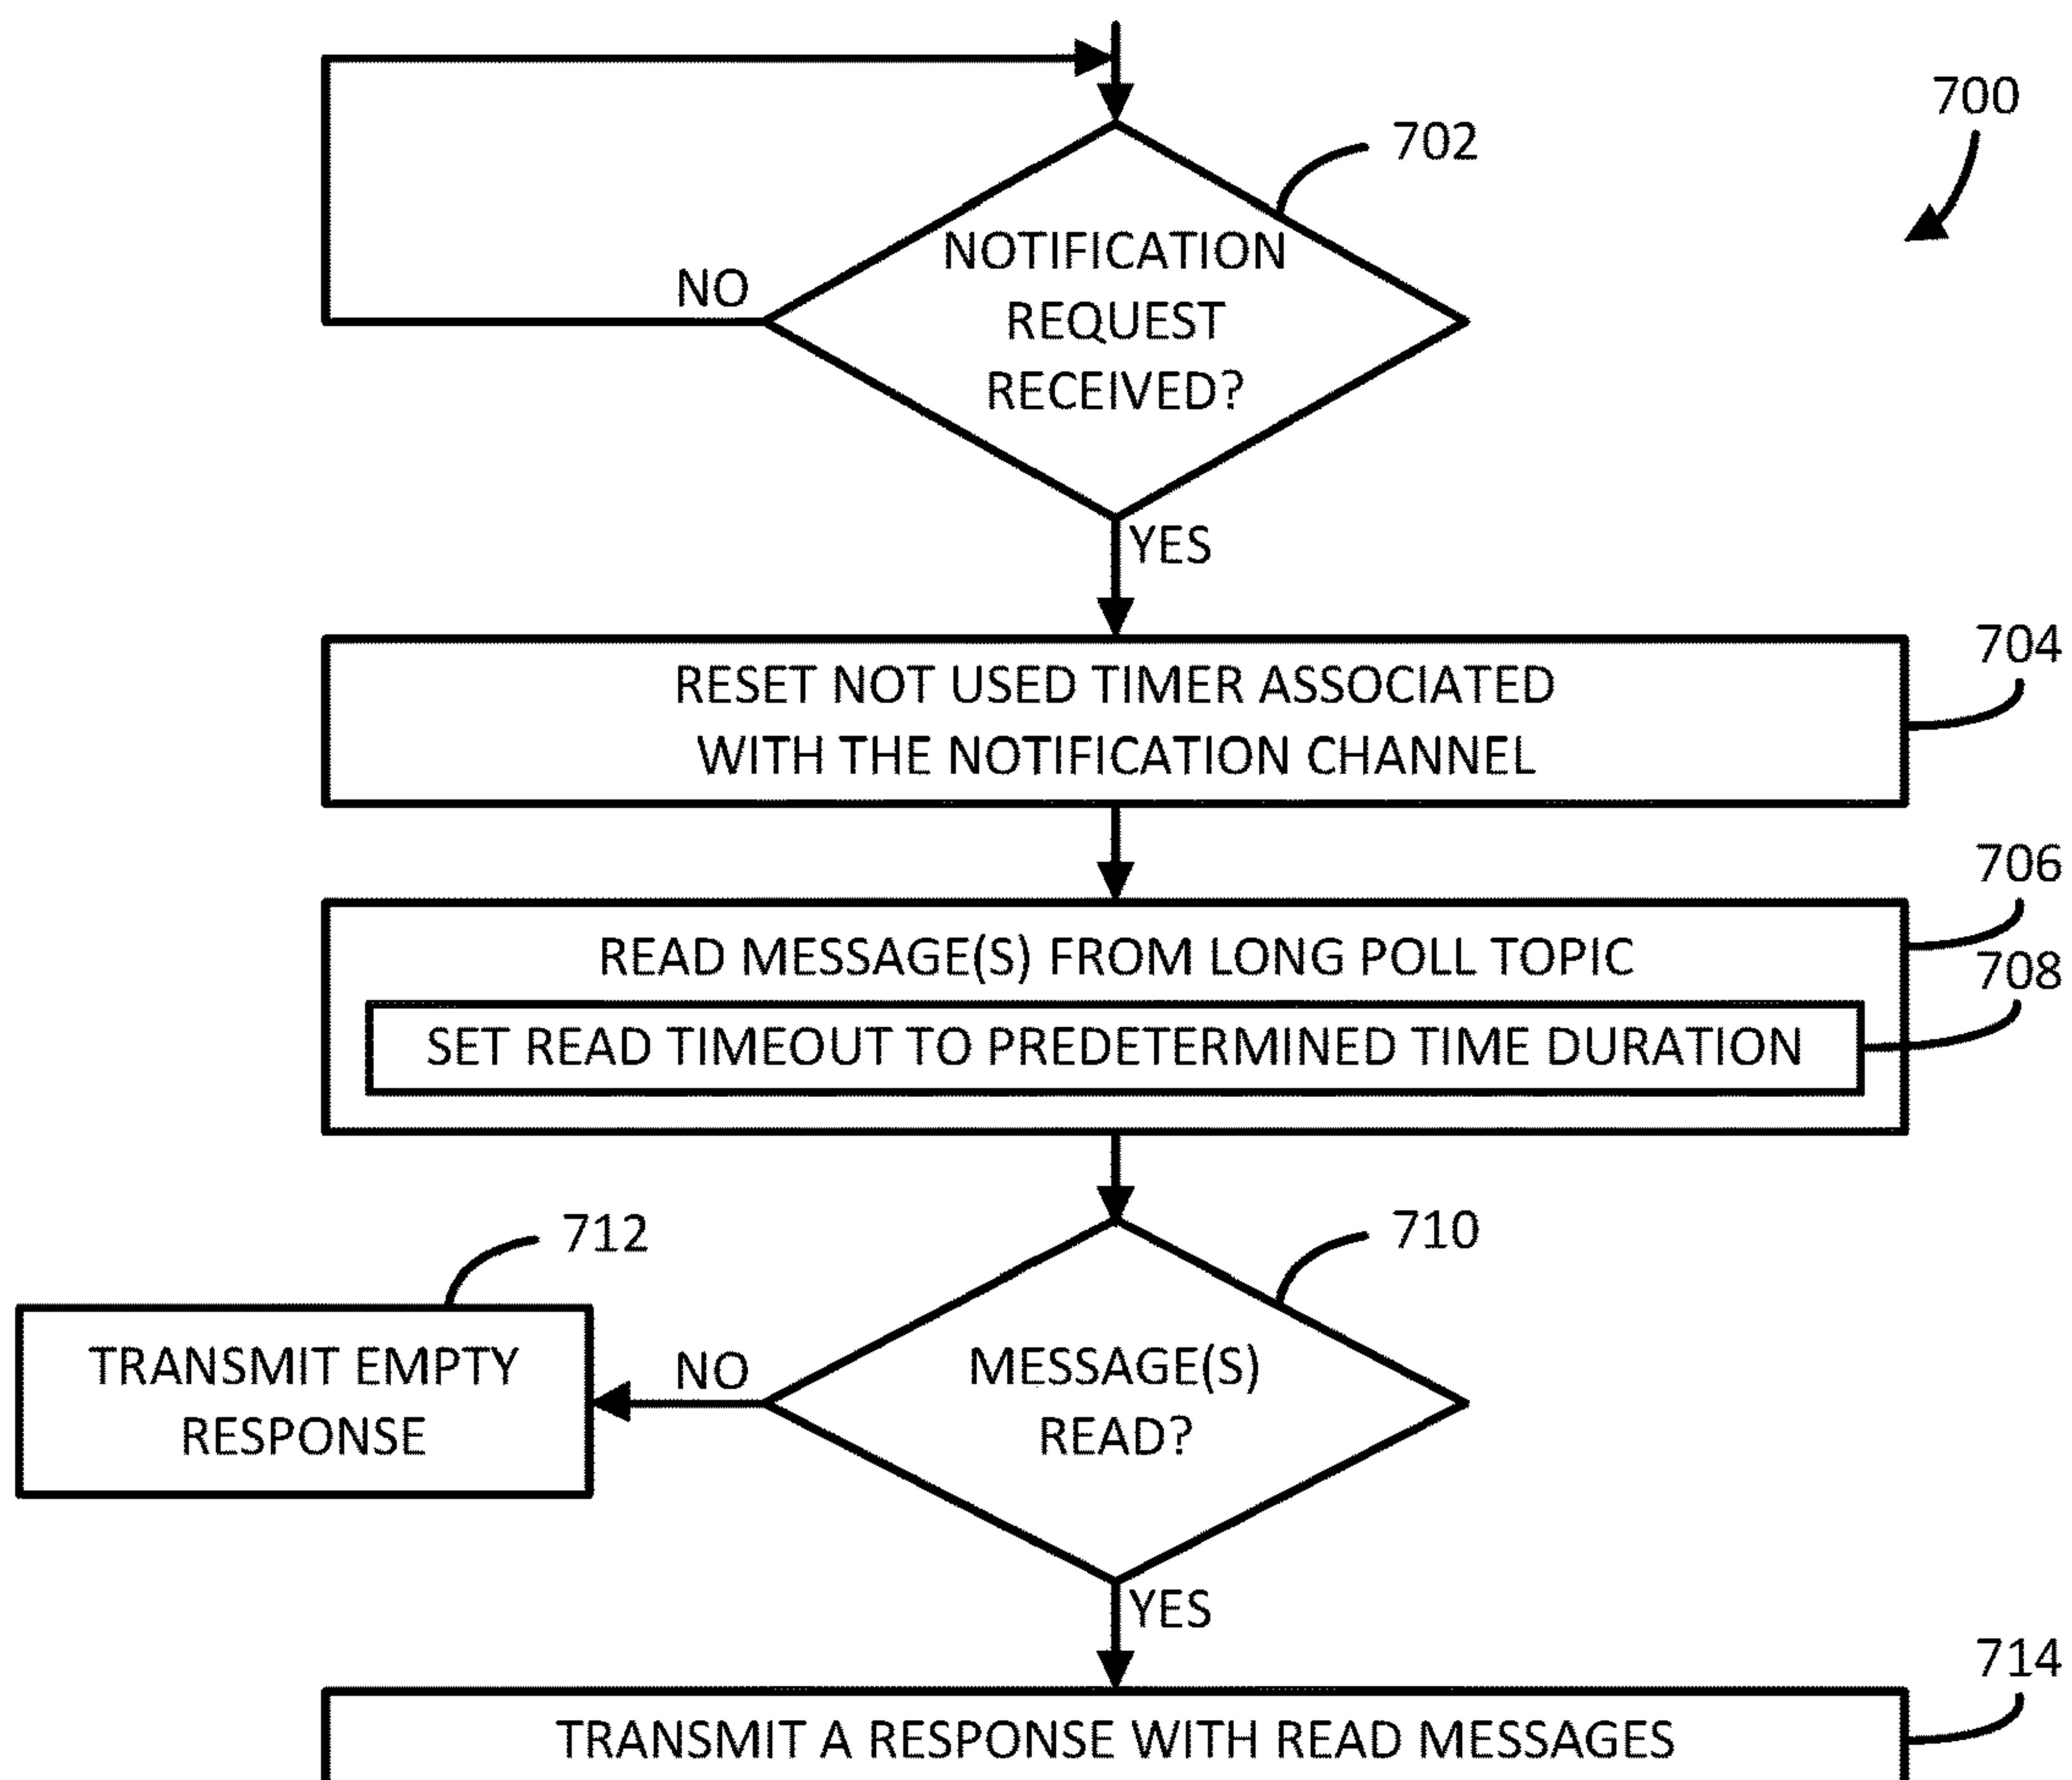 700
702
NOTIFICATION
REQUEST
RECEIVED?
NO
YES
704
RESET NOT USED TIMER ASSOCIATED
WITH THE NOTIFICATION CHANNEL
706
READ MESSAGE(S) FROM LONG POLL TOPIC
708
SET READ TIMEOUT TO PREDETERMINED TIME DURATION
712
710
TRANSMIT EMPTY
RESPONSE
NO
MESSAGE(S)
READ?
YES
714
TRANSMIT A RESPONSE WITH READ MESSAGES